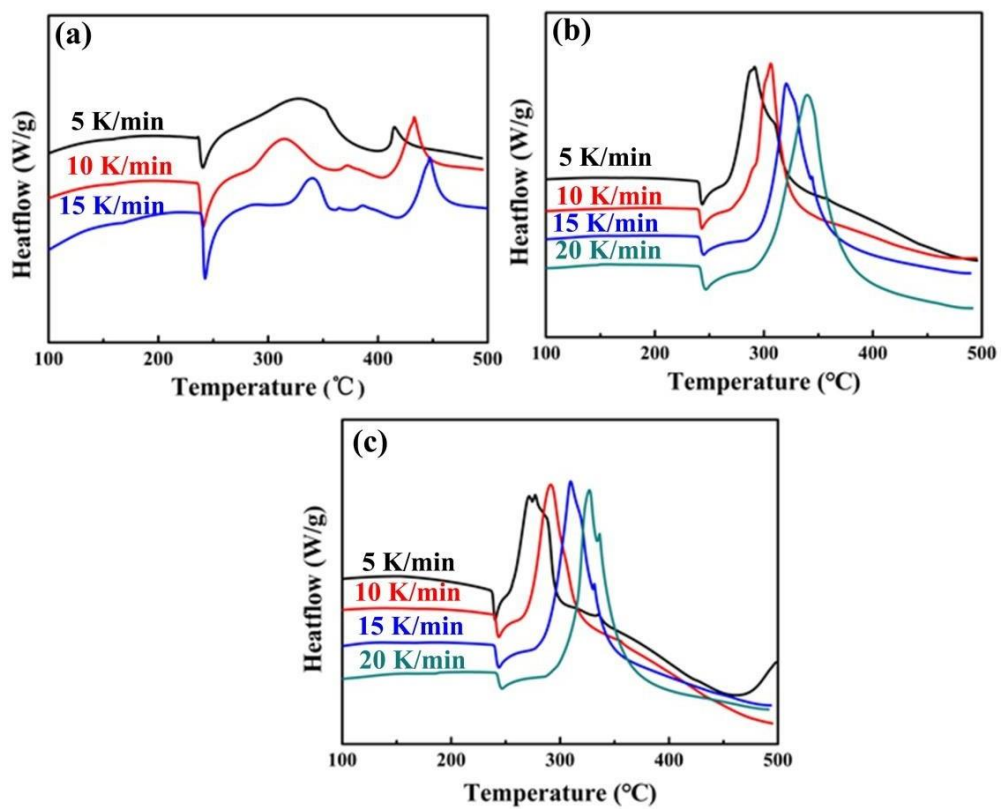 (a)
Heatflow (W/g)
5 K/min
10 K/min
15 K/min
100 200 300 400 500
Temperature (℃)
(b)
Heatflow (W/g)
5 K/min
10 K/min
15 K/min
20 K/min
100 200 300 400 500
Temperature (℃)
(c)
Heatflow (W/g)
5 K/min
10 K/min
15 K/min
20 K/min
100 200 300 400 500
Temperature (℃)